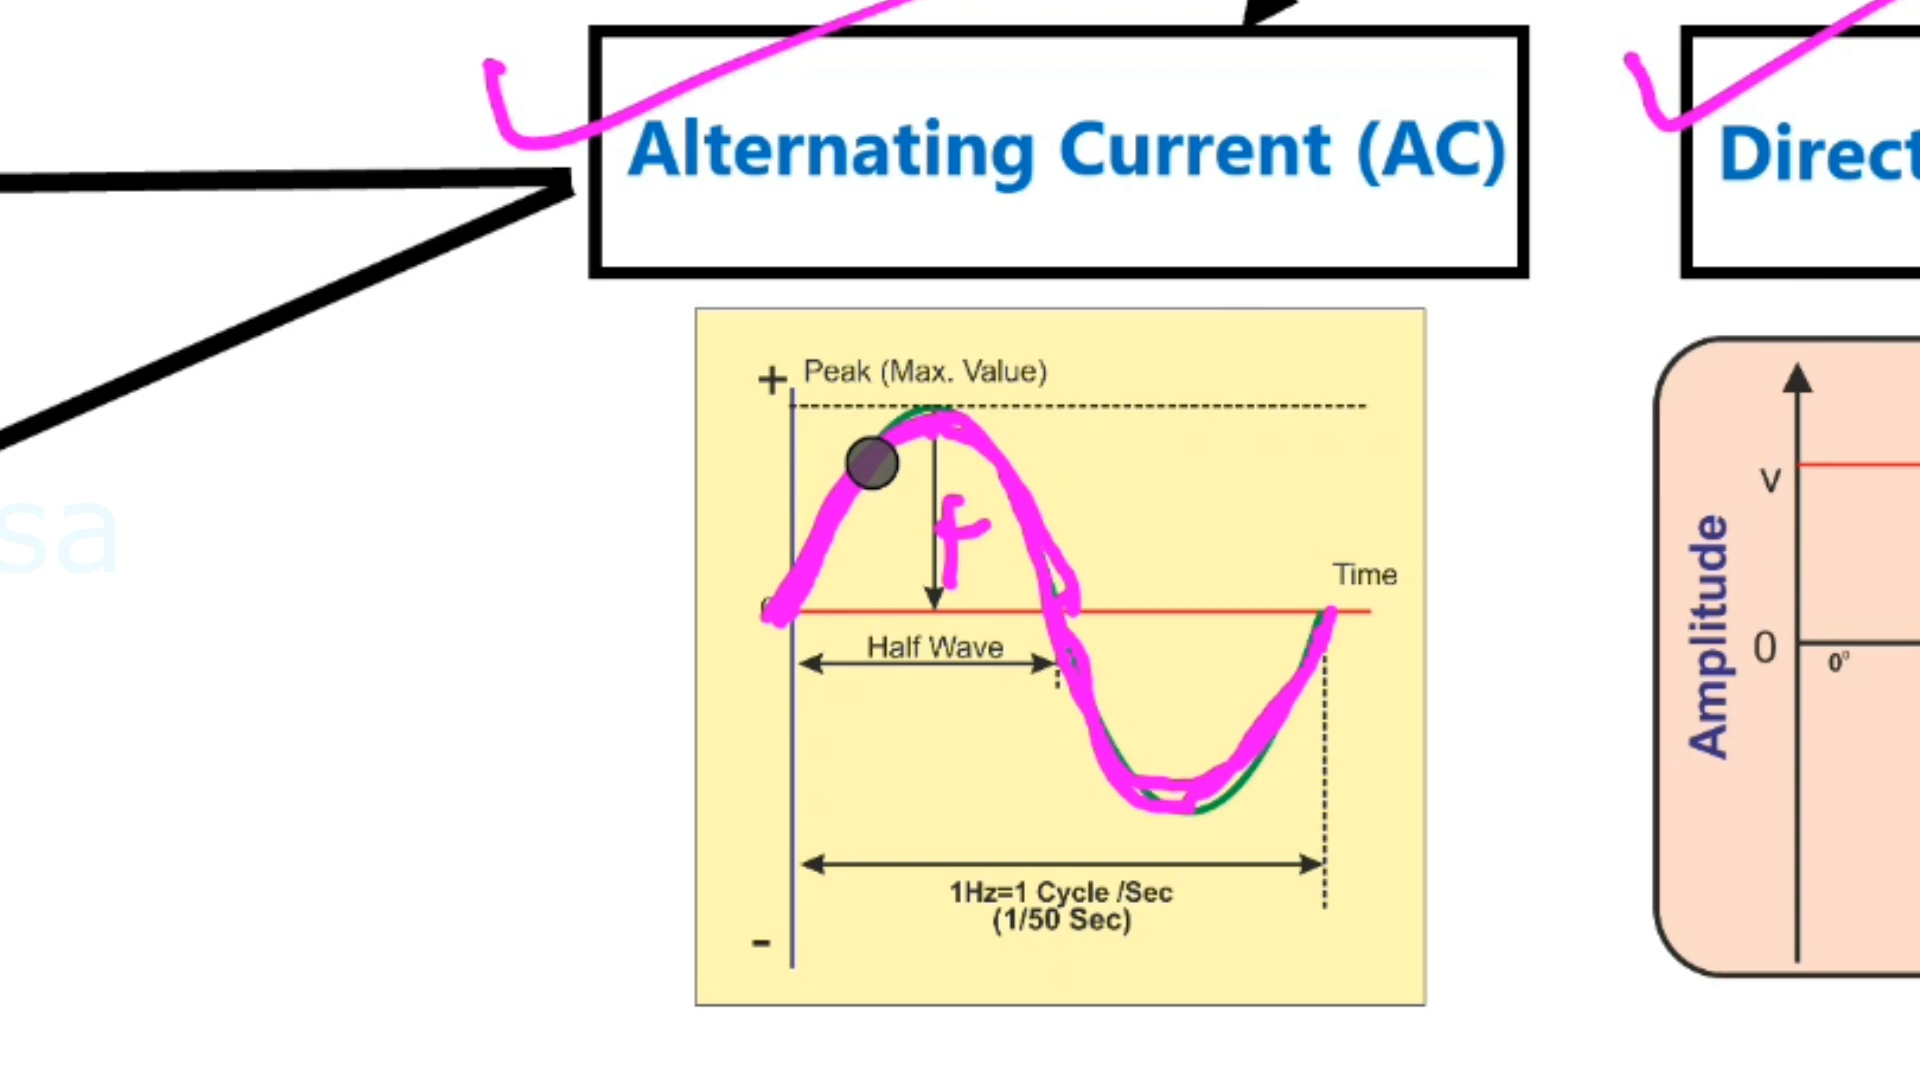 Alternating Current (AC)
Direct
+ Peak (Max. Value)
f
Time
Half Wave
1Hz=1 Cycle /Sec
(1/50 Sec)
-
V
Amplitude
0
0°
sa